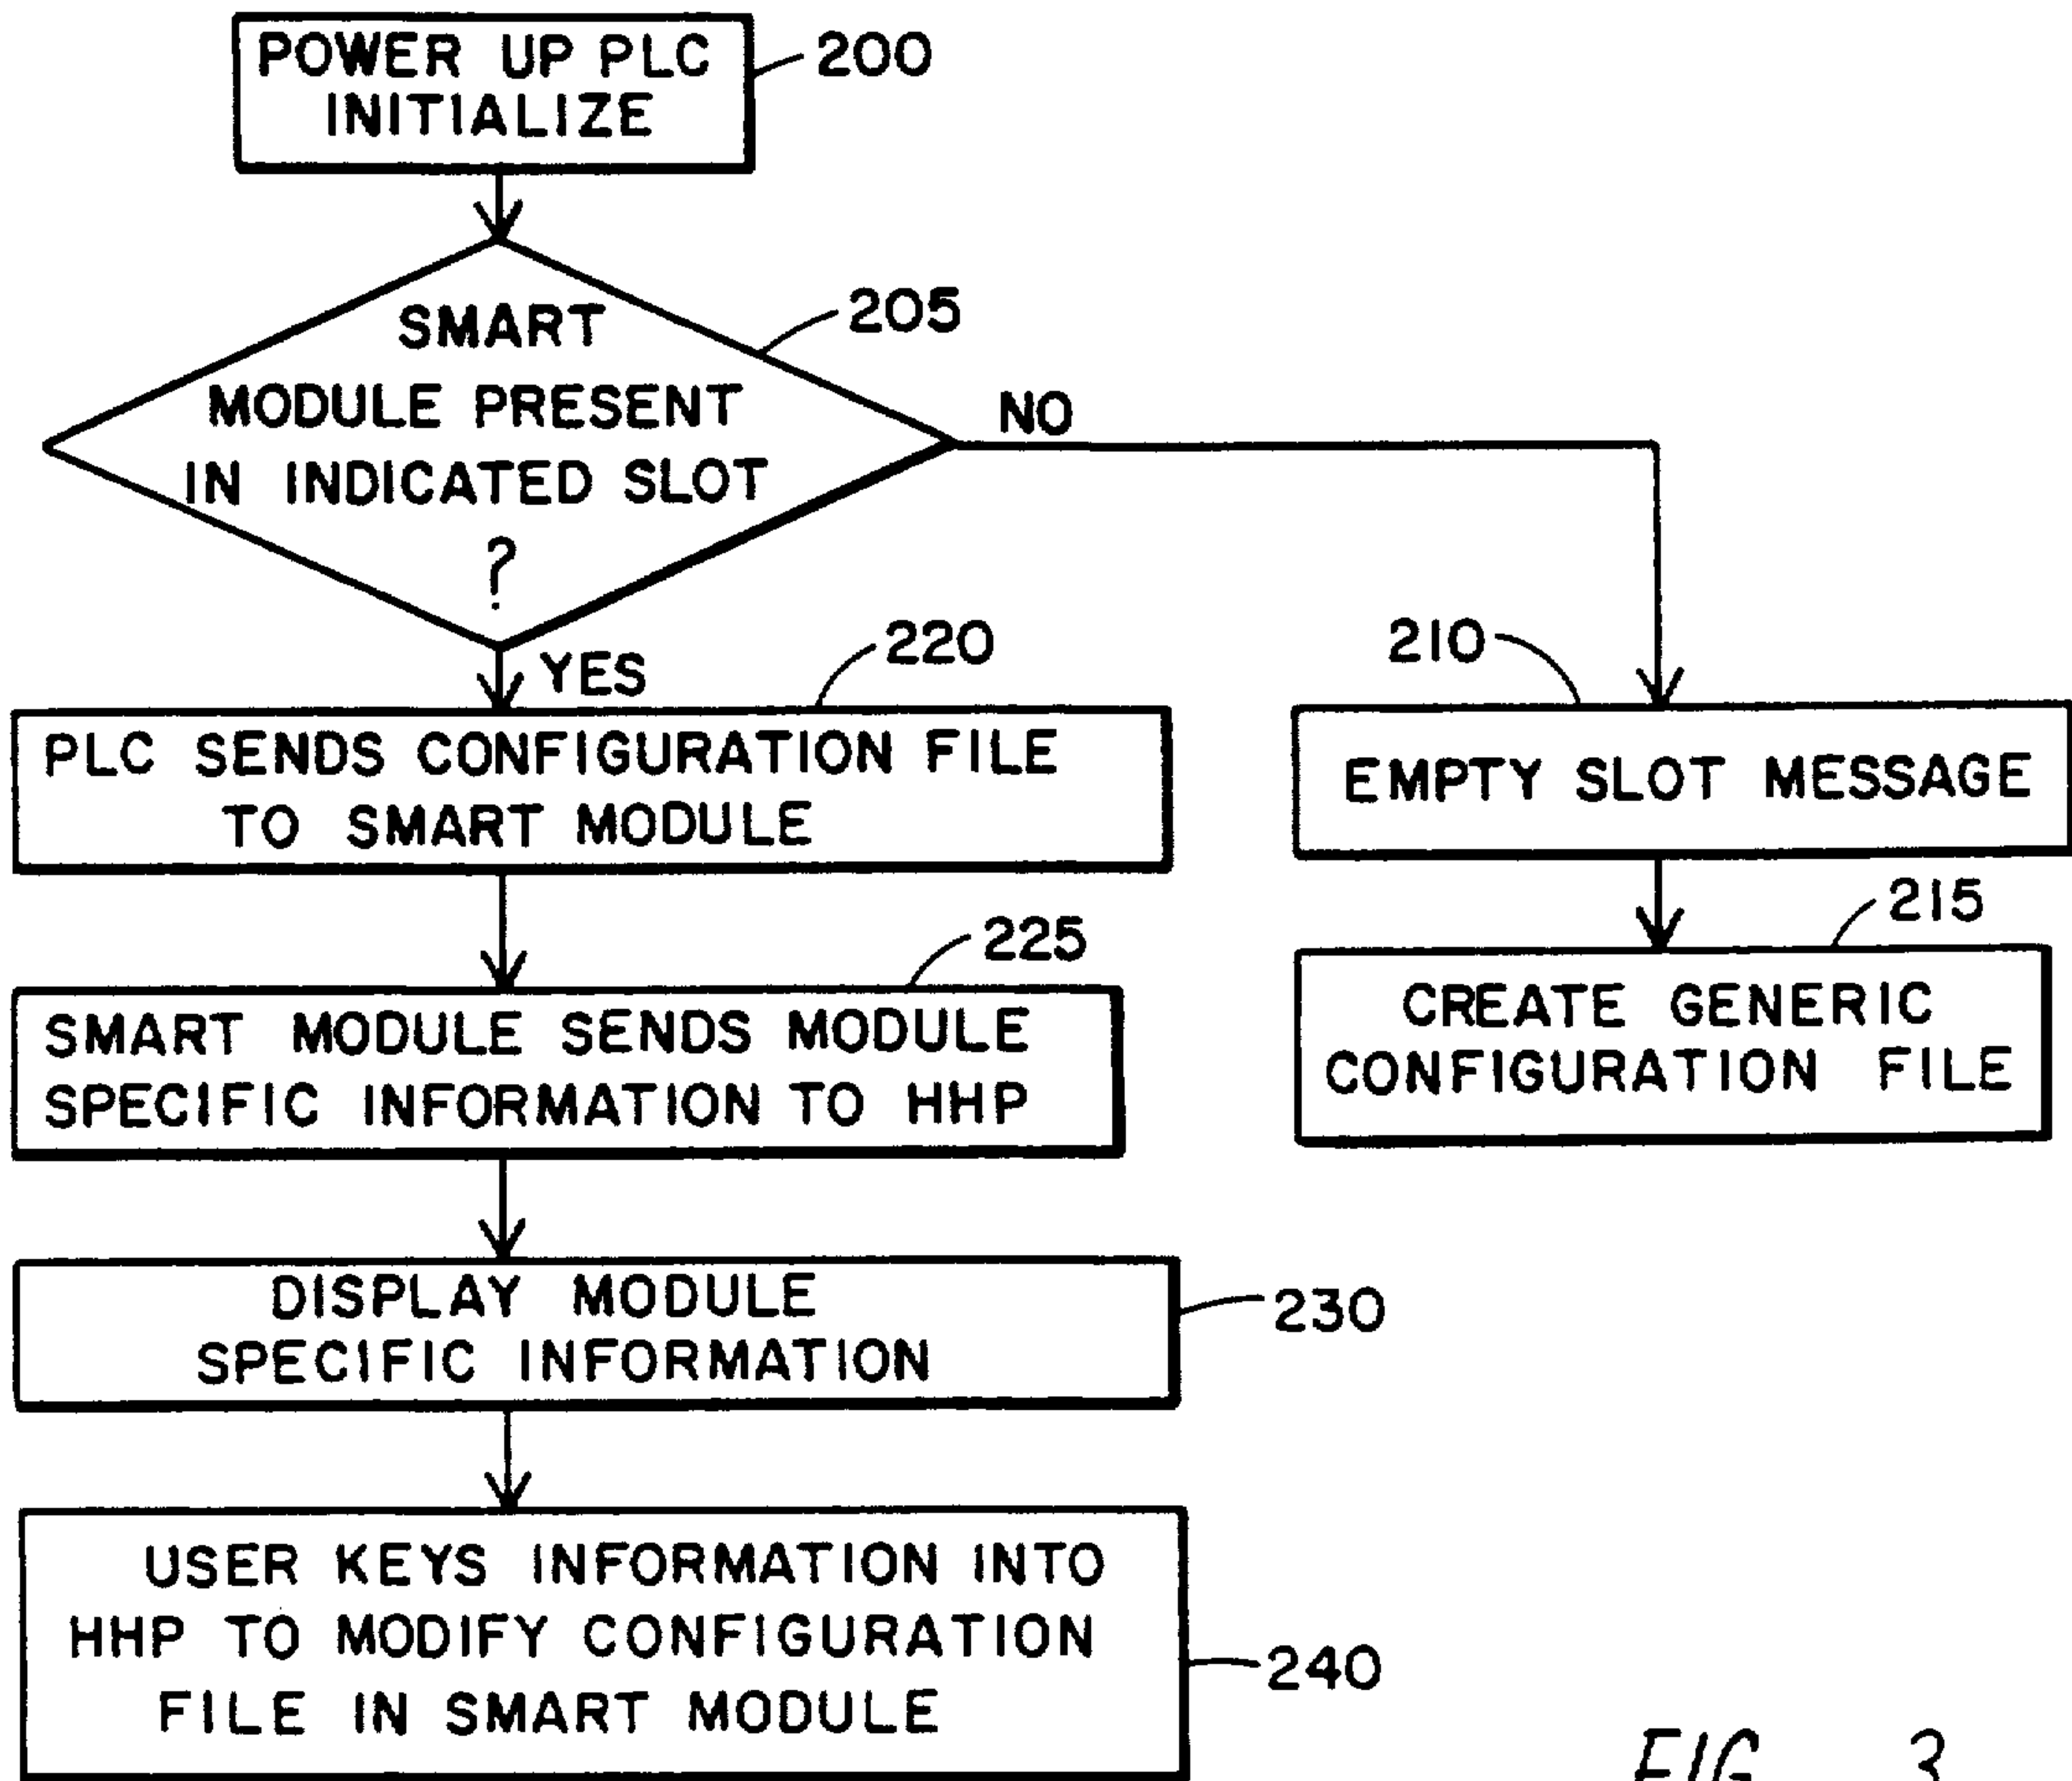 POWER UP PLC
INITIALIZE
200
SMART
MODULE PRESENT
IN INDICATED SLOT
?
205
NO
YES
220
PLC SENDS CONFIGURATION FILE
TO SMART MODULE
210
EMPTY SLOT MESSAGE
215
CREATE GENERIC
CONFIGURATION FILE
225
SMART MODULE SENDS MODULE
SPECIFIC INFORMATION TO HHP
DISPLAY MODULE
SPECIFIC INFORMATION
230
USER KEYS INFORMATION INTO
HHP TO MODIFY CONFIGURATION
FILE IN SMART MODULE
240
FIG 3